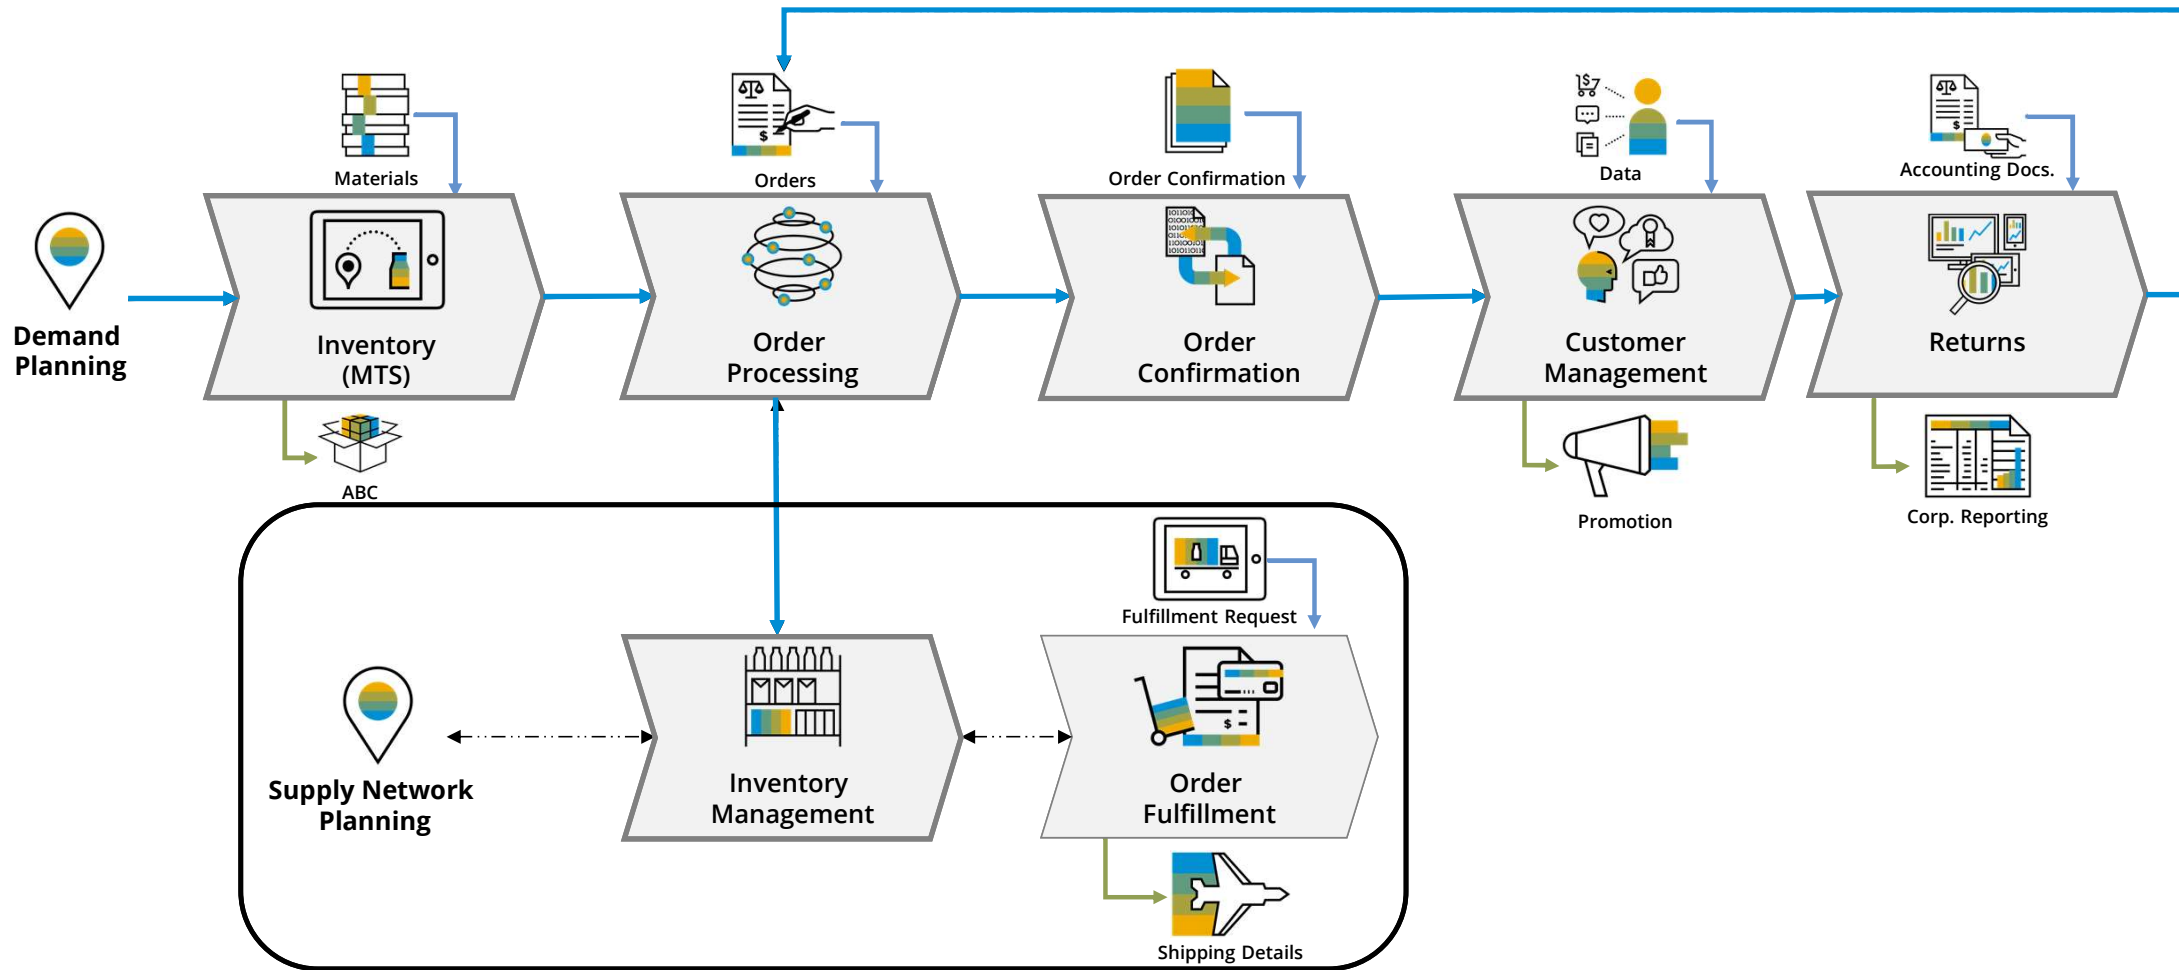 Materials
Orders
Order Confirmation
Data
Accounting Docs.
Demand
Planning
Inventory
(MTS)
Order
Processing
Order
Confirmation
Customer
Management
Returns
ABC
Promotion
Corp. Reporting
Fulfillment Request
Supply Network
Planning
Inventory
Management
Order
Fulfillment
Shipping Details